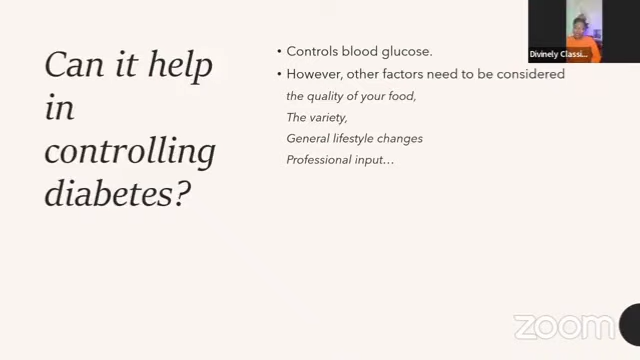 Can it help
in
controlling
diabetes?
• Controls blood glucose.
• However, other factors need to be considered
the quality of your food,
The variety,
General lifestyle changes
Professional input…
Divinely Classi...
zoom